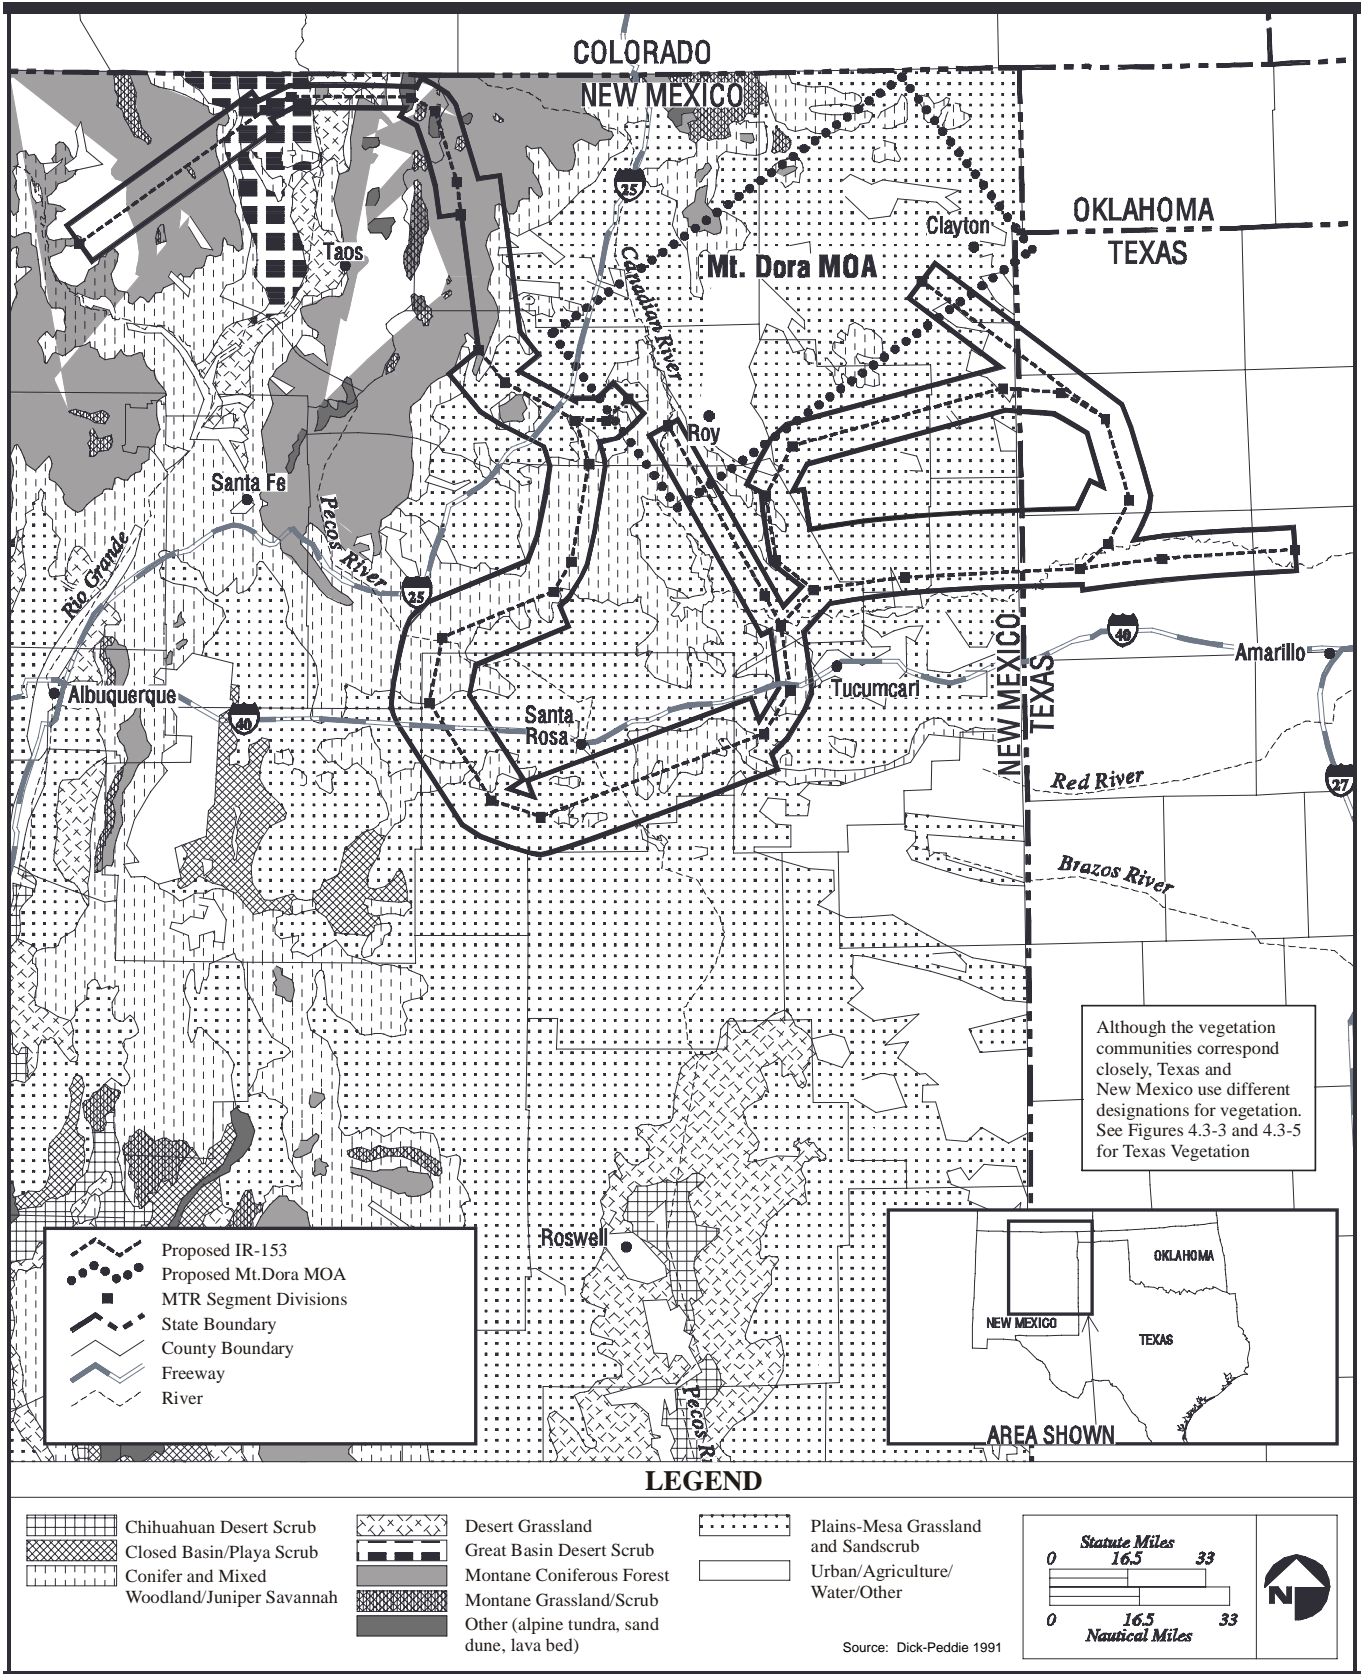 COLORADO
NEW MEXICO
25
OKLAHOMA
TEXAS
Clayton
Taos
Mt. Dora MOA
Canadian River
Roy
Santa Fe
Pecos River
Rio Grande
25
NEW MEXICO
TEXAS
40
Amarillo
Albuquerque
40
Tucumcari
Santa
Rosa
Red River
27
Brazos River
Although the vegetation
communities correspond
closely, Texas and
New Mexico use different
designations for vegetation.
See Figures 4.3-3 and 4.3-5
for Texas Vegetation
Roswell
Pecos Ri
Proposed IR-153
Proposed Mt.Dora MOA
MTR Segment Divisions
State Boundary
County Boundary
Freeway
River
OKLAHOMA
NEW MEXICO
TEXAS
AREA SHOWN
LEGEND
Chihuahuan Desert Scrub
Closed Basin/Playa Scrub
Conifer and Mixed
Woodland/Juniper Savannah
Desert Grassland
Great Basin Desert Scrub
Montane Coniferous Forest
Montane Grassland/Scrub
Other (alpine tundra, sand
dune, lava bed)
Plains-Mesa Grassland
and Sandscrub
Urban/Agriculture/
Water/Other
Source: Dick-Peddie 1991
Statute Miles
0 16.5 33
0 16.5 33
Nautical Miles
N